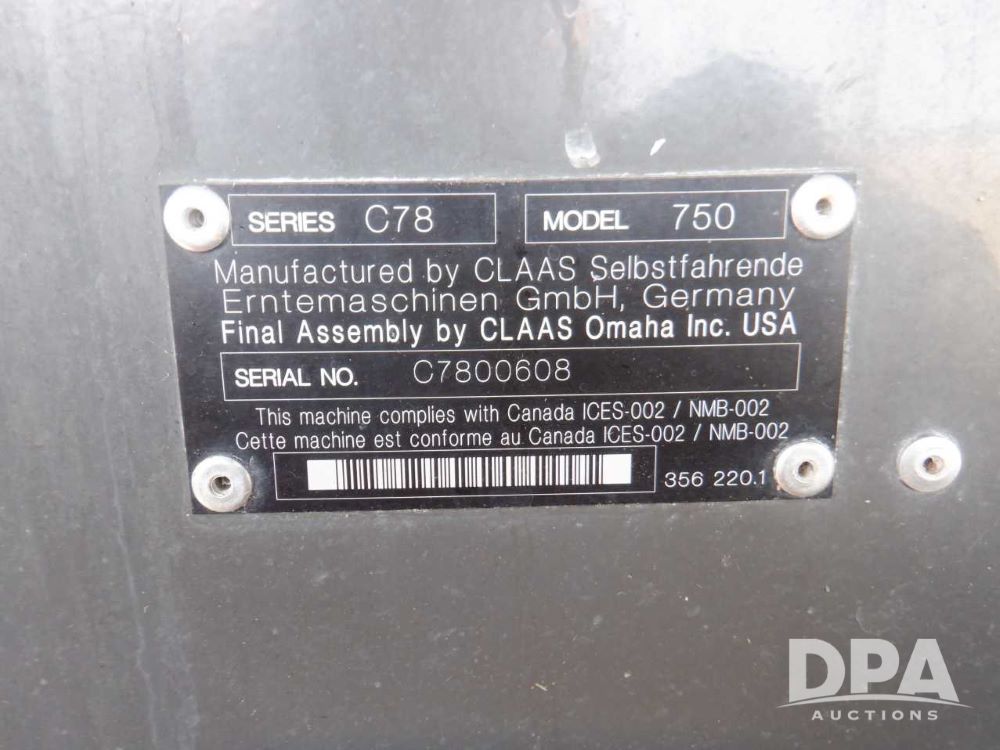 SERIES C78 MODEL 750
Manufactured by CLAAS Selbstfahrende
Erntemaschinen GmbH, Germany
Final Assembly by CLAAS Omaha Inc. USA
SERIAL NO. C7800608
This machine complies with Canada ICES-002 / NMB-002
Cette machine est conforme au Canada ICES-002 / NMB-002
356 220.1
DPA
AUCTIONS